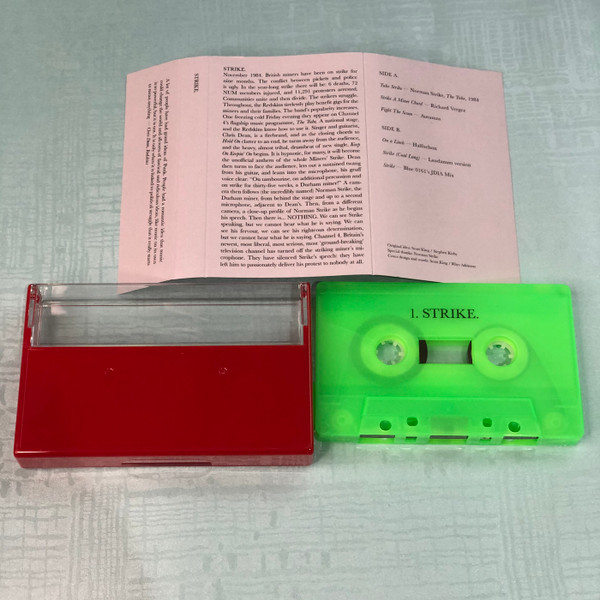 STRIKE.
STRIKE.
November 1984. British miners have been on strike for
nine months. The conflict between pickets and police
is ugly. In the year-long strike there will be: 6 deaths, 72
NUM members injured, and 11,291 protesters arrested.
Communities unite and then divide. The strikers struggle.
Throughout, the Redskins tirelessly play benefit gigs for the
miners and their families. The band's popularity increases.
One freezing cold Friday evening they appear on Channel
4's flagship music programme, The Tube. A national stage,
and the Redskins know how to use it. Singer and guitarist,
Chris Dean, is a firebrand, and as the closing chords to
Hold On clatter to an end, he turns away from the audience,
and the heavy, almost tribal, drumbeat of new single, Keep
On Keepin' On begins. It is hypnotic, for many, it will become
the unofficial anthem of the whole Miners' Strike. Dean
then turns to face the audience, lets out a sustained twang
from his guitar, and leans into the microphone, his gruff
voice clear: "On tambourine, on additional percussion and
on strike for thirty-five weeks, a Durham miner!" A cam-
era then follows the incredibly named) Norman Strike, the
Durham miner, from behind the stage and up to a second
microphone, adjacent to Dean's. Then, from a different
camera, a close-up profile of Norman Strike as he begins
his speech. Then there is... NOTHING. We can see Strike
speaking, but we cannot hear what he is saying. We can
see his fervour, we can see his righteous determination,
but we cannot hear what he is saying. Channel 4, Britain's
newest, most liberal, most serious, most 'ground-breaking'
television channel has turned off the striking miner's mi-
crophone. They have silenced Strike's speech: they have
left him to passionately deliver his protest to nobody at all.
SIDE A
Take Strike — Norman Strike, The Tube, 1984
Strike A Minor Chord — Richard Youngs
Fight The Scum —
SIDE B.
On a Limb — Hallbelson
Strike (Coal Lung) — Laudanum version
Strike — Blue 016J's JDIA Mix
1. STRIKE.